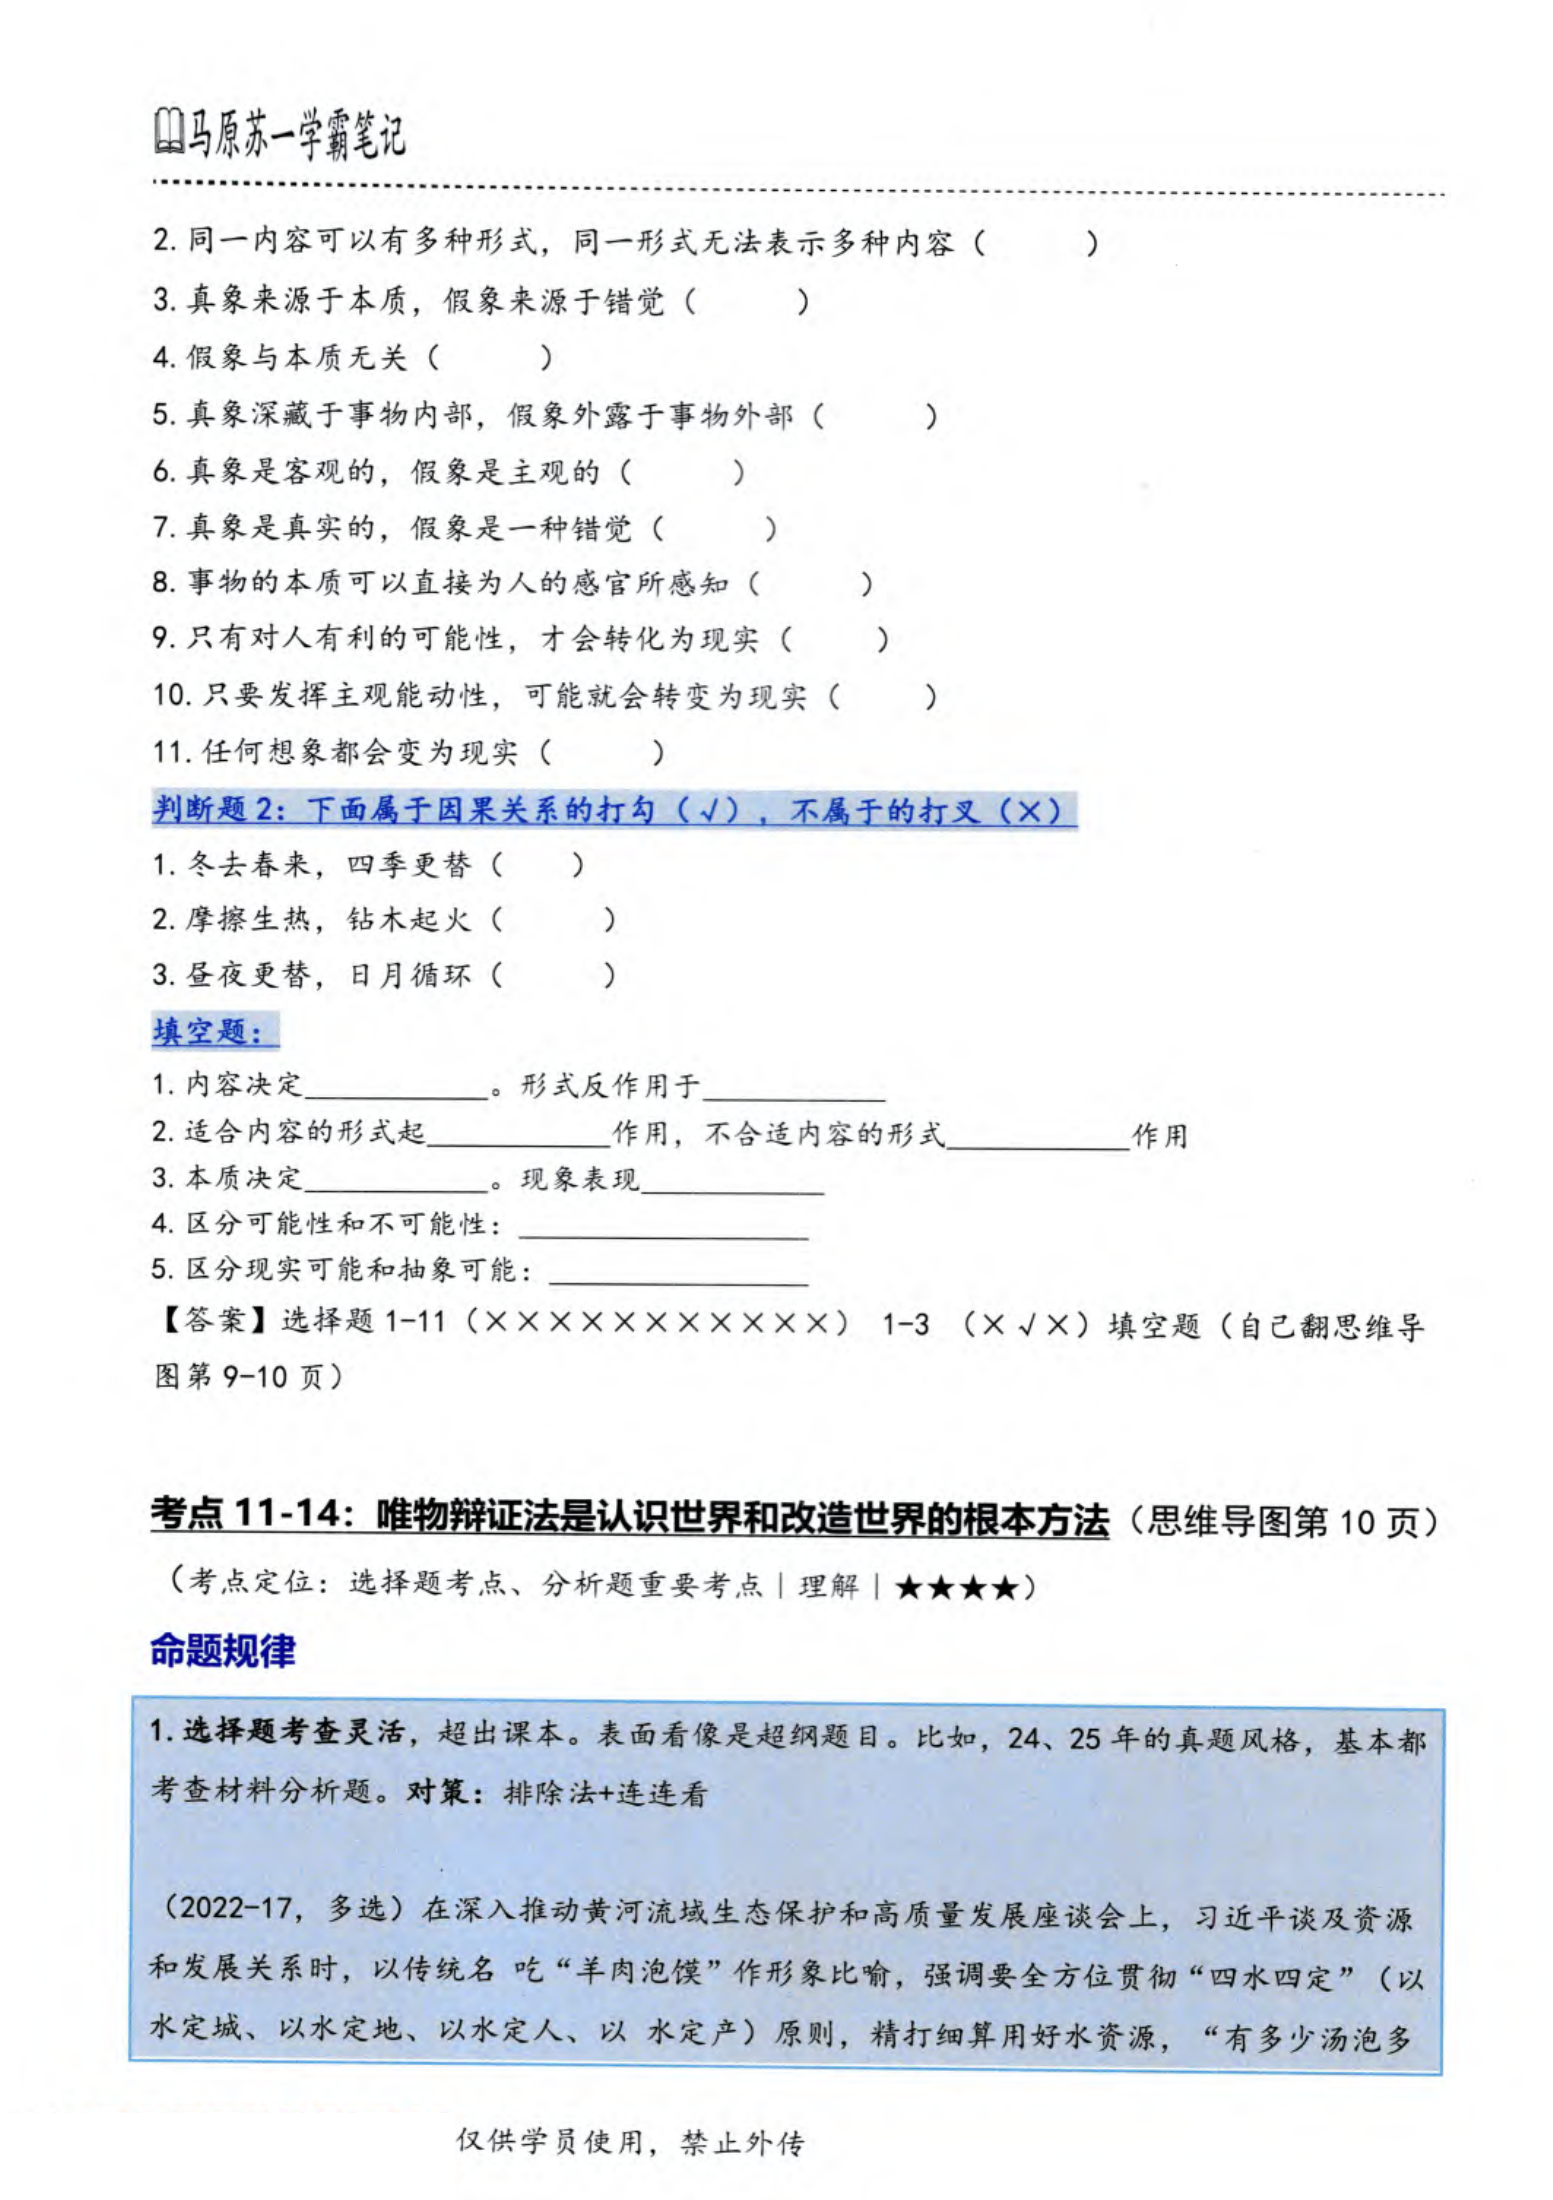 马原苏一学霸笔记
2.同一内容可以有多种形式，同一形式无法表示多种内容（　　）
3.真象来源于本质，假象来源于错觉（　　）
4.假象与本质无关（　　）
5.真象深藏于事物内部，假象外露于事物外部（　　）
6.真象是客观的，假象是主观的（　　）
7.真象是真实的，假象是一种错觉（　　）
8.事物的本质可以直接为人的感官所感知（　　）
9.只有对人有利的可能性，才会转化为现实（　　）
10.只要发挥主观能动性，可能就会转变为现实（　　）
11.任何想象都会变为现实（　　）
判断题2：下面属于因果关系的打勾（√），不属于的打叉（×）
1.冬去春来，四季更替（　　）
2.摩擦生热，钻木起火（　　）
3.昼夜更替，日月循环（　　）
填空题：
1.内容决定____________。形式反作用于____________
2.适合内容的形式起____________作用，不合适内容的形式____________作用
3.本质决定____________。现象表现____________
4.区分可能性和不可能性：____________________
5.区分现实可能和抽象可能：__________________
【答案】选择题1-11（×××××××××××） 1-3 （×√×）填空题（自己翻思维导
图第9-10页）
考点11-14：唯物辩证法是认识世界和改造世界的根本方法（思维导图第10页）
（考点定位：选择题考点、分析题重要考点|理解|★★★★）
命题规律
1.选择题考查灵活，超出课本。表面看像是超纲题目。比如，24、25年的真题风格，基本都
考查材料分析题。对策：排除法+连连看
（2022-17，多选）在深入推动黄河流域生态保护和高质量发展座谈会上，习近平谈及资源
和发展关系时，以传统名 吃“羊肉泡馍”作形象比喻，强调要全方位贯彻“四水四定”（以
水定城、以水定地、以水定人、以 水定产）原则，精打细算用好水资源，“有多少汤泡多
仅供学员使用，禁止外传